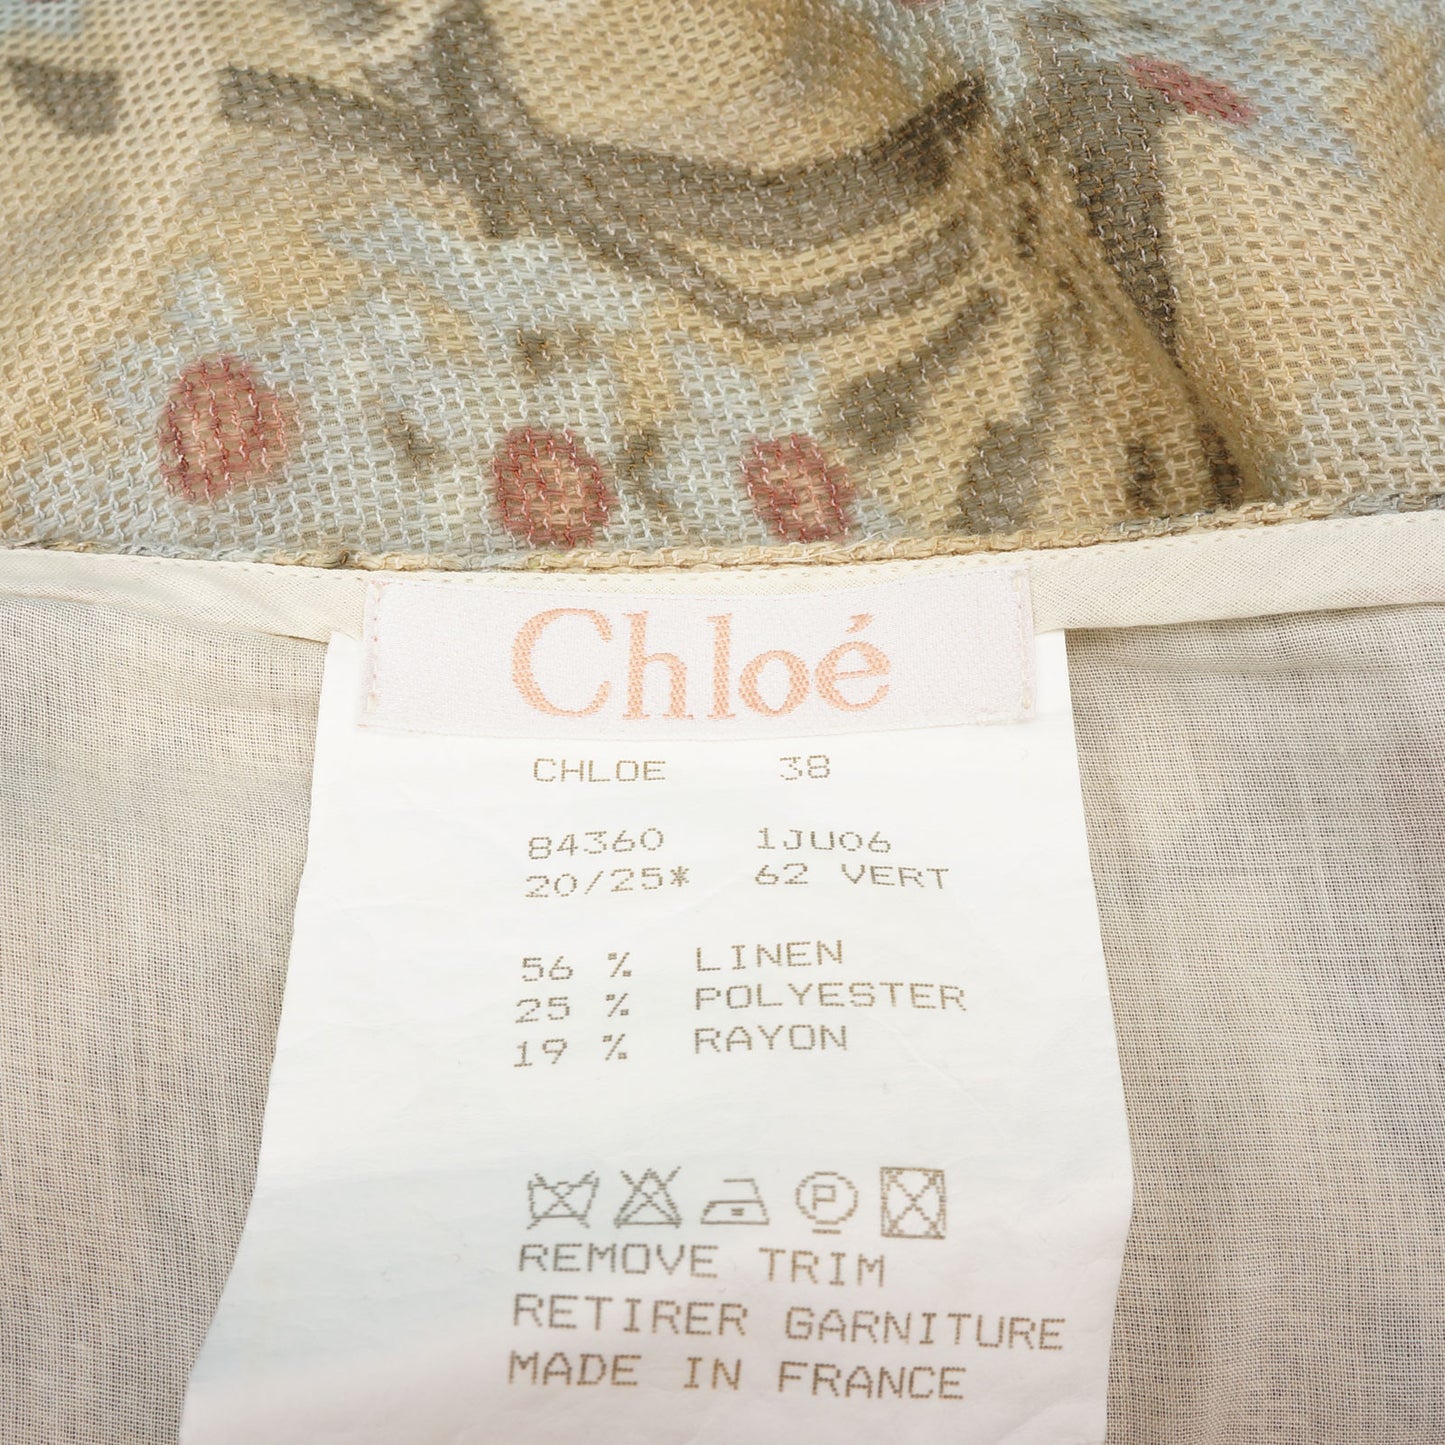 Chloé
CHLOE 38
84360 1JU06
20/25* 62 VERT
56 % LINEN
25 % POLYESTER
19 % RAYON
P
REMOVE TRIM
RETIRER GARNITURE
MADE IN FRANCE